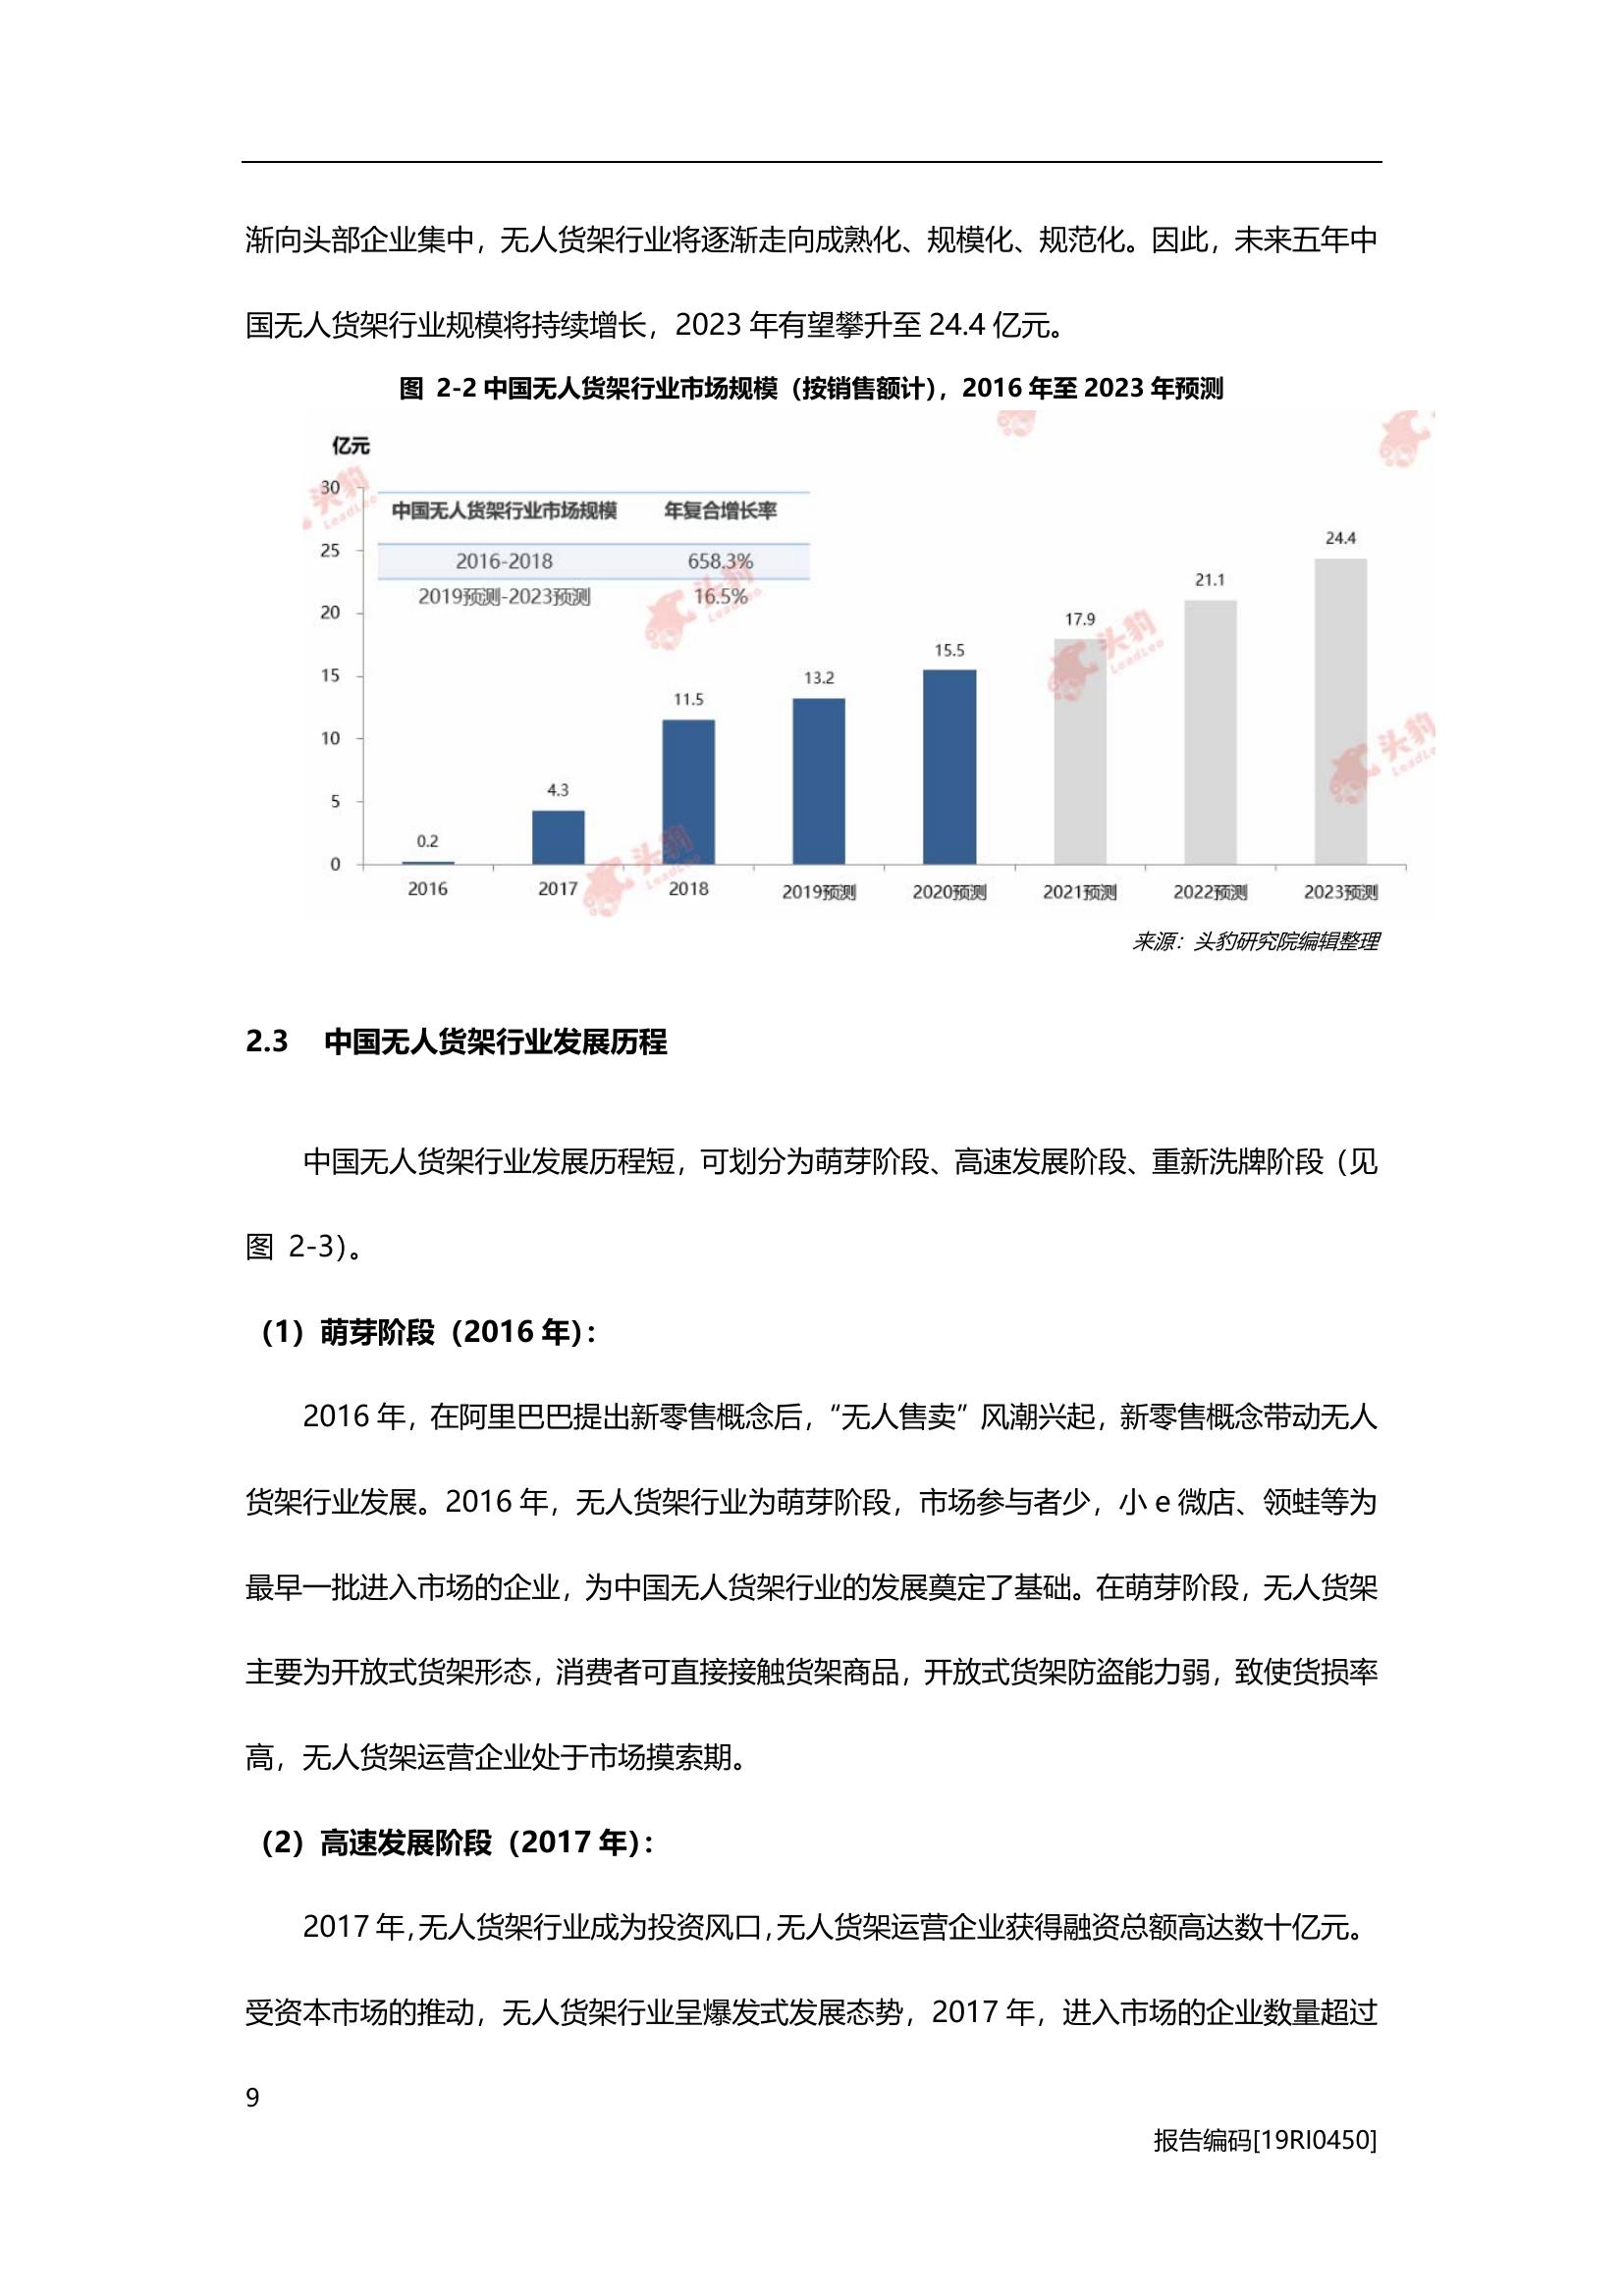 渐向头部企业集中，无人货架行业将逐渐走向成熟化、规模化、规范化。因此，未来五年中
国无人货架行业规模将持续增长，2023 年有望攀升至 24.4 亿元。
图 2-2 中国无人货架行业市场规模（按销售额计），2016 年至 2023 年预测
亿元
30
25
20
15
10
5
0
中国无人货架行业市场规模 年复合增长率
2016-2018 658.3%
2019预测-2023预测 16.5%
0.2
4.3
11.5
13.2
15.5
17.9
21.1
24.4
2016 2017 2018 2019预测 2020预测 2021预测 2022预测 2023预测
头豹
LeadLeo
头豹
LeadLeo
头豹
LeadLeo
头豹
LeadLeo
头豹
来源：头豹研究院编辑整理
2.3 中国无人货架行业发展历程
中国无人货架行业发展历程短，可划分为萌芽阶段、高速发展阶段、重新洗牌阶段（见
图 2-3）。
（1）萌芽阶段（2016 年）：
2016 年，在阿里巴巴提出新零售概念后，“无人售卖”风潮兴起，新零售概念带动无人
货架行业发展。2016 年，无人货架行业为萌芽阶段，市场参与者少，小 e 微店、领蛙等为
最早一批进入市场的企业，为中国无人货架行业的发展奠定了基础。在萌芽阶段，无人货架
主要为开放式货架形态，消费者可直接接触货架商品，开放式货架防盗能力弱，致使货损率
高，无人货架运营企业处于市场摸索期。
（2）高速发展阶段（2017 年）：
2017 年，无人货架行业成为投资风口，无人货架运营企业获得融资总额高达数十亿元。
受资本市场的推动，无人货架行业呈爆发式发展态势，2017 年，进入市场的企业数量超过
9
报告编码[19RI0450]